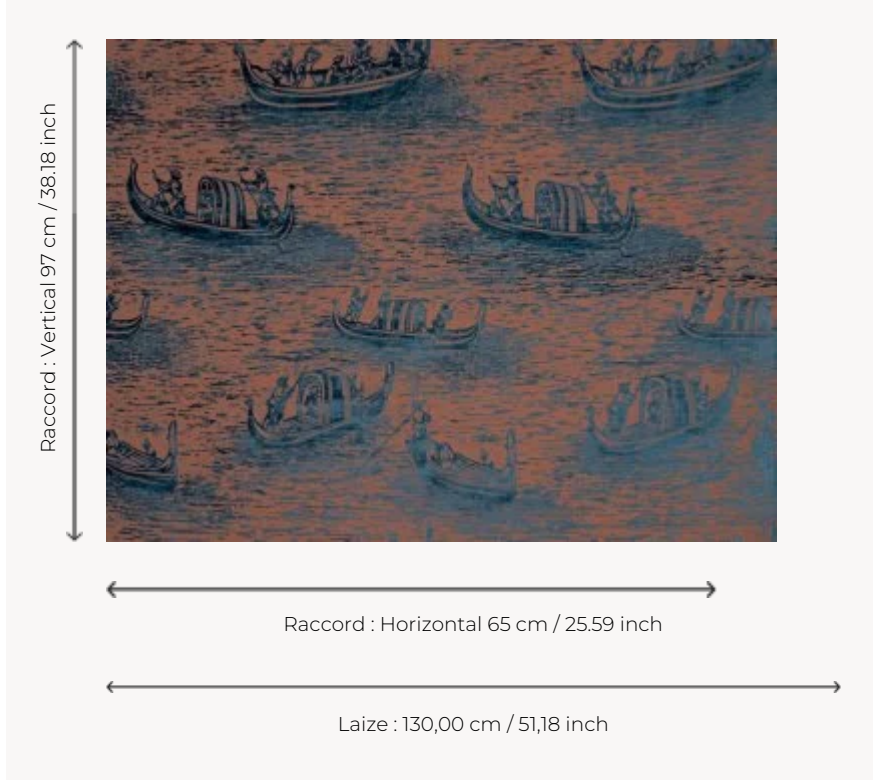 Raccord : Vertical 97 cm / 38.18 inch
Raccord : Horizontal 65 cm / 25.59 inch
Laize : 130,00 cm / 51,18 inch